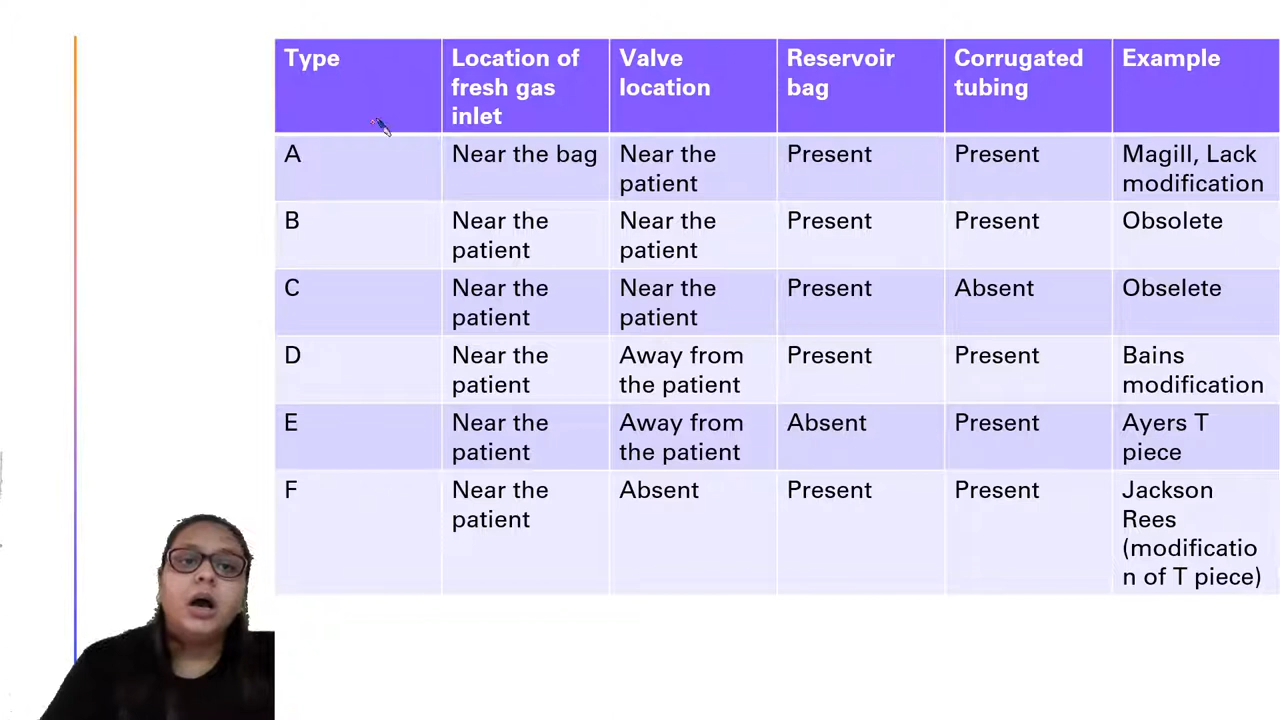 Type
Location of
fresh gas
inlet
Valve
location
Reservoir
bag
Corrugated
tubing
Example
A
Near the bag
Near the
patient
Present
Present
Magill, Lack
modification
B
Near the
patient
Near the
patient
Present
Present
Obsolete
C
Near the
patient
Near the
patient
Present
Absent
Obselete
D
Near the
patient
Away from
the patient
Present
Present
Bains
modification
E
Near the
patient
Away from
the patient
Absent
Present
Ayers T
piece
F
Near the
patient
Absent
Present
Present
Jackson
Rees
(modificatio
n of T piece)